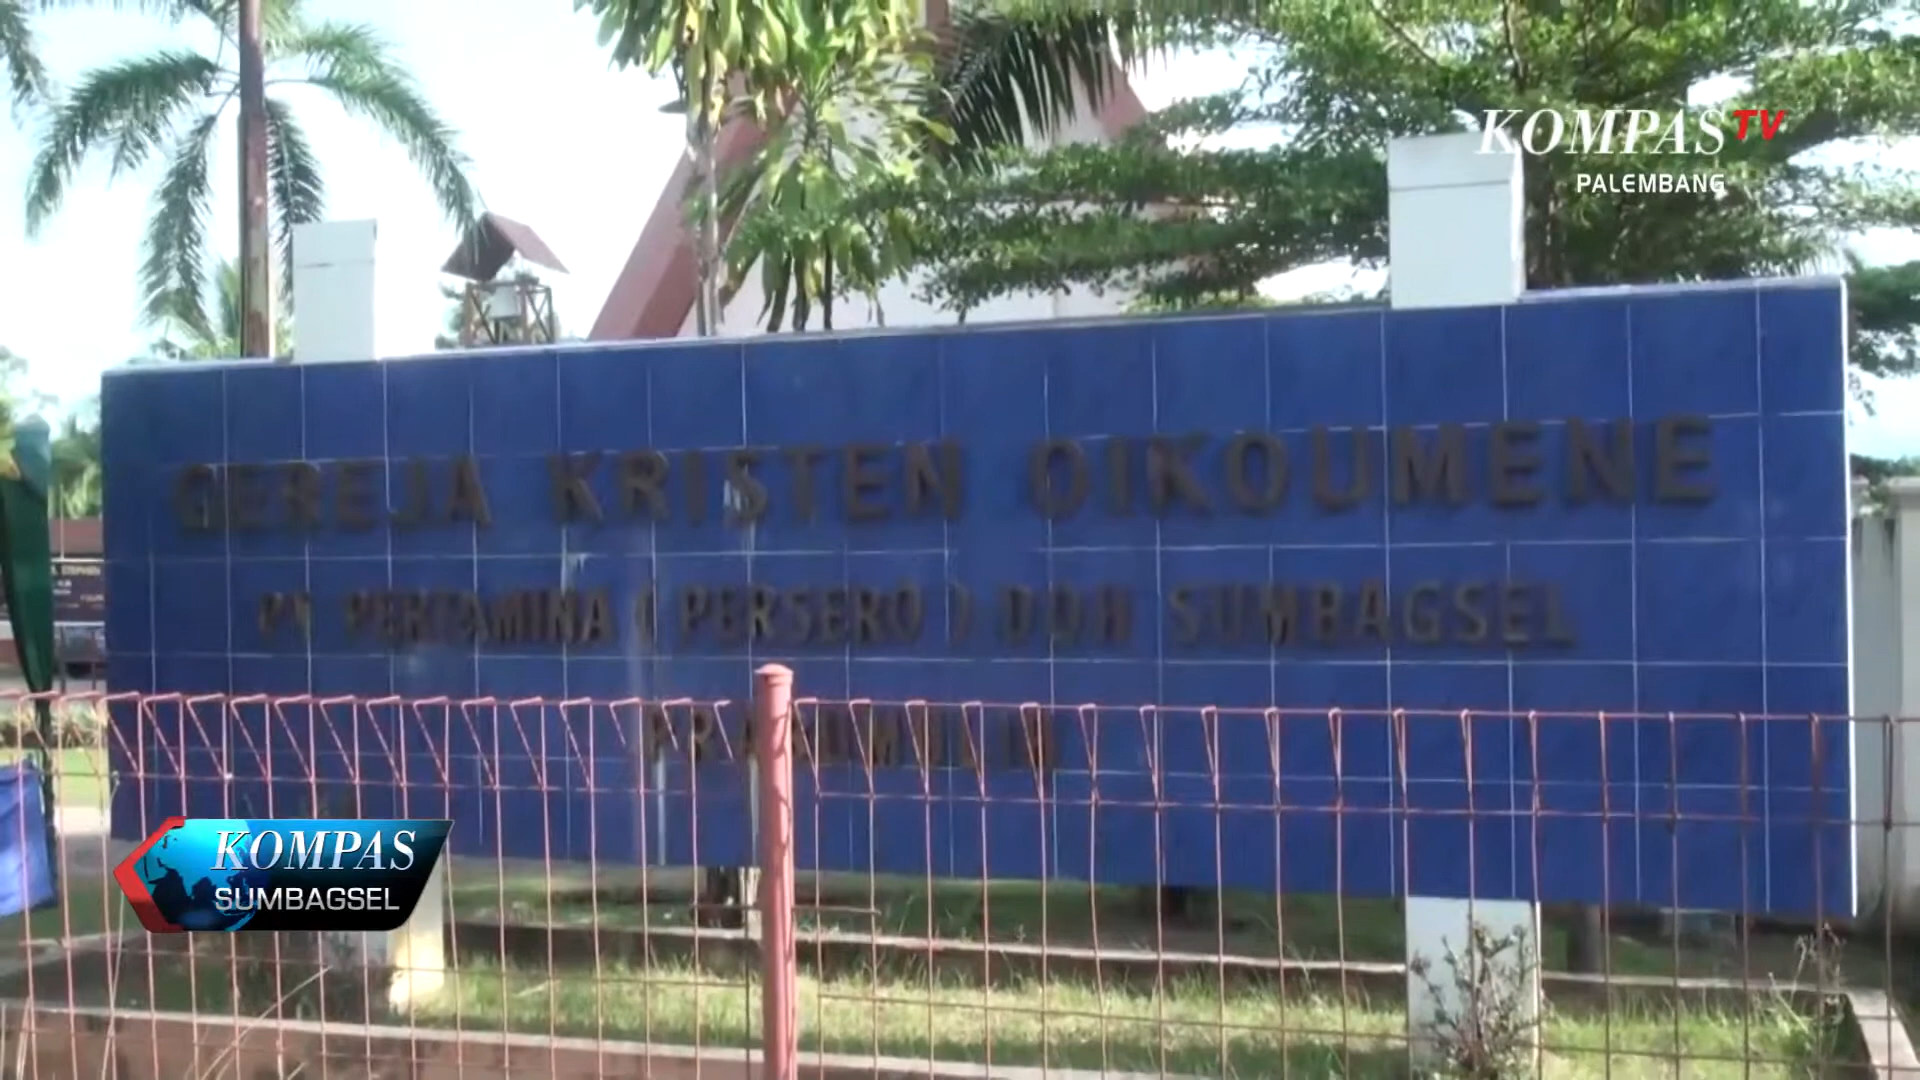 KOMPAS TV
PALEMBANG
GEREJA KRISTEN OIKOUMENE
PT PERTAMINA ( PERSERO ) DOH SUMBAGSEL
PRABUMULIH
KOMPAS
SUMBAGSEL